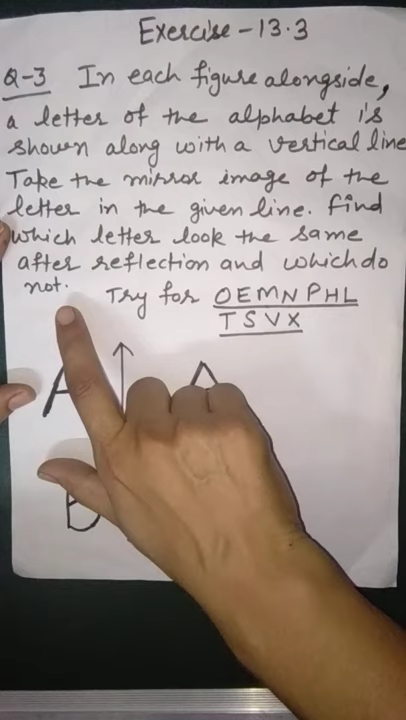 Exercise - 13.3
Q-3 In each figure alongside,
a letter of the alphabet is
shown along with a vertical line
Take the mirror image of the
letter in the given line. find
which letter look the same
after reflection and which do
not. Try for O E M N P H L
T S V X
A A
B